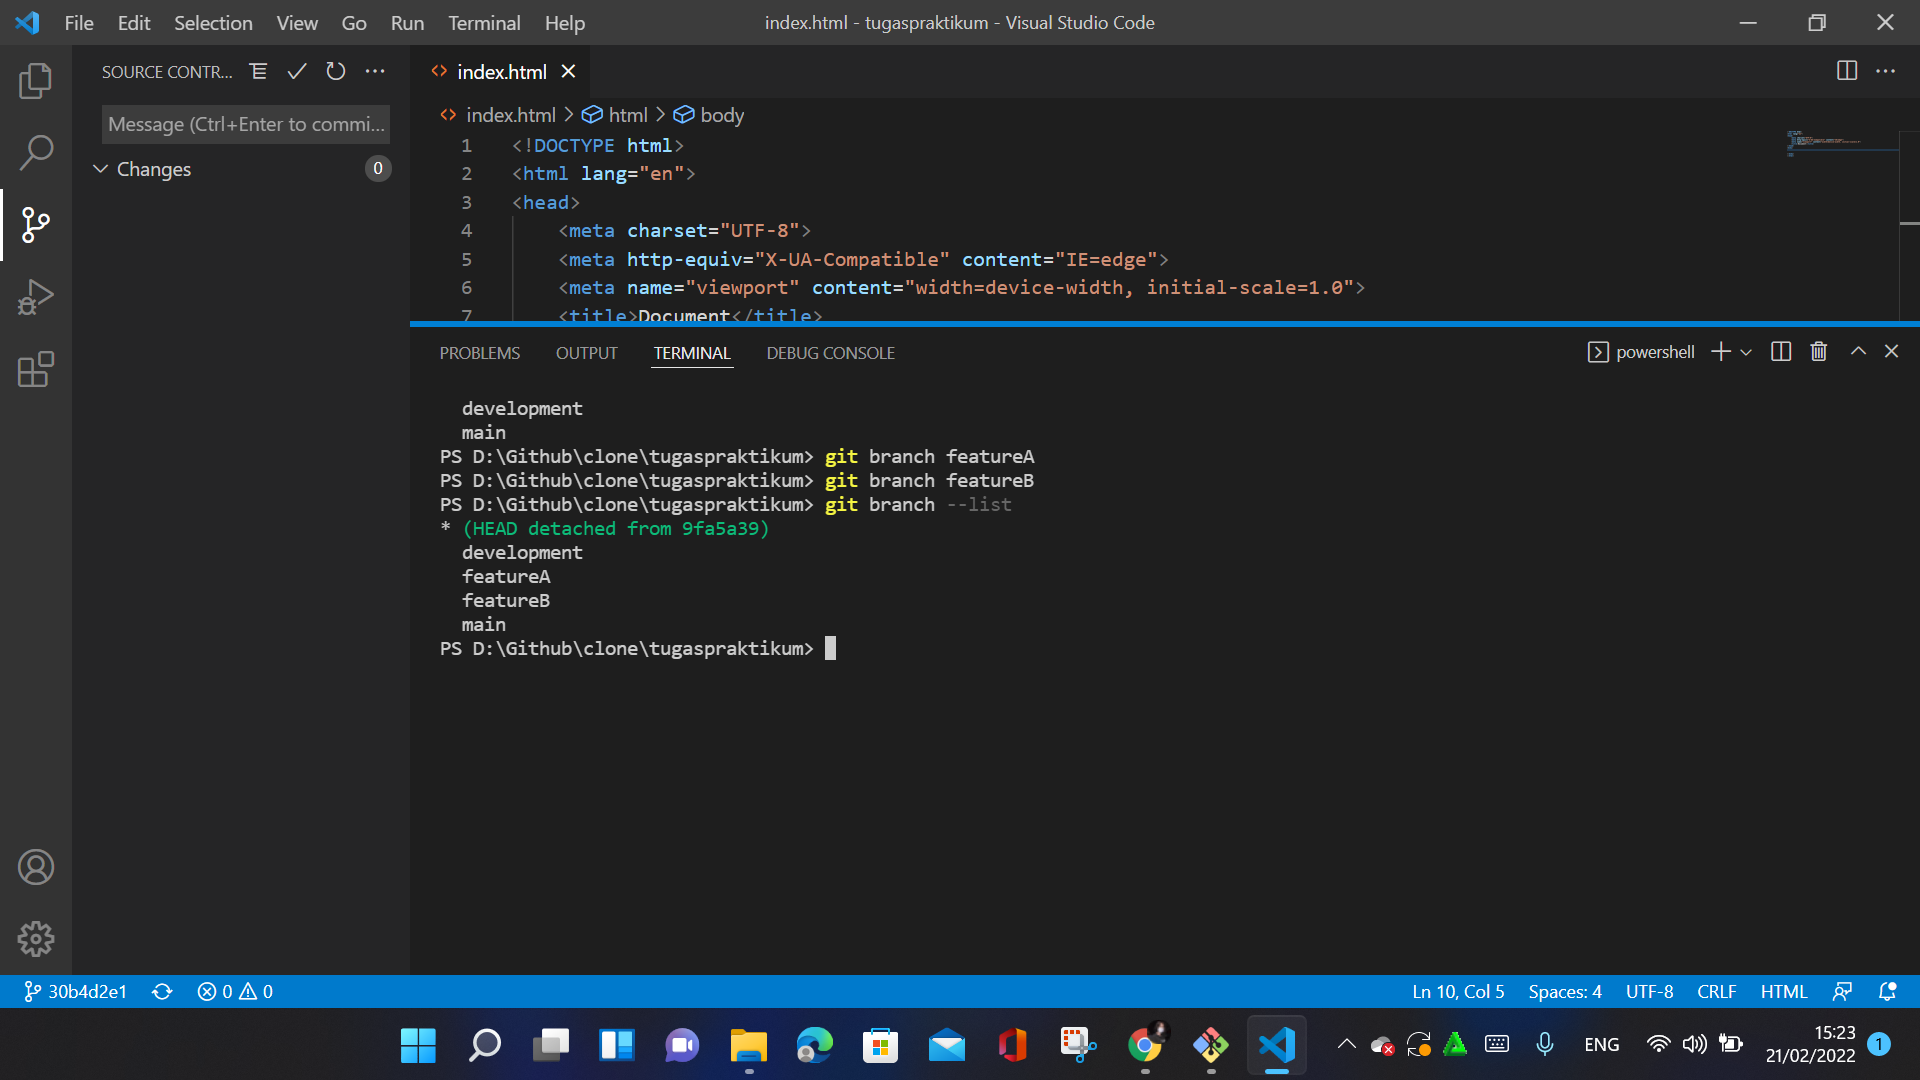 File Edit Selection View Go Run Terminal Help
index.html - tugaspraktikum - Visual Studio Code
SOURCE CONTR...
Message (Ctrl+Enter to commi...
Changes 0
index.html
index.html > html > body
1 <!DOCTYPE html>
2 <html lang="en">
3 <head>
4 <meta charset="UTF-8">
5 <meta http-equiv="X-UA-Compatible" content="IE=edge">
6 <meta name="viewport" content="width=device-width, initial-scale=1.0">
7 <title>Document</title>
PROBLEMS OUTPUT TERMINAL DEBUG CONSOLE
powershell
development
main
PS D:\Github\clone\tugaspraktikum> git branch featureA
PS D:\Github\clone\tugaspraktikum> git branch featureB
PS D:\Github\clone\tugaspraktikum> git branch --list
* (HEAD detached from 9fa5a39)
development
featureA
featureB
main
PS D:\Github\clone\tugaspraktikum>
30b4d2e1 0 0
Ln 10, Col 5 Spaces: 4 UTF-8 CRLF HTML
ENG
15:23
21/02/2022
1